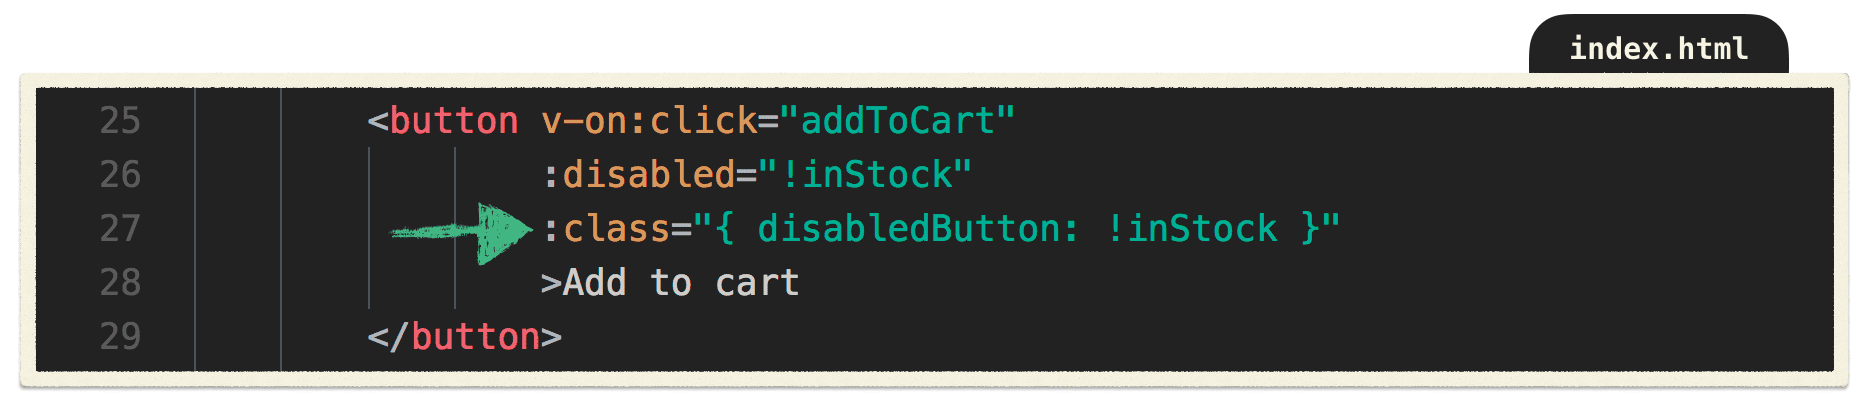 index.html
25 <button v-on:click="addToCart"
26 :disabled="!inStock"
27 :class="{ disabledButton: !inStock }"
28 >Add to cart
29 </button>